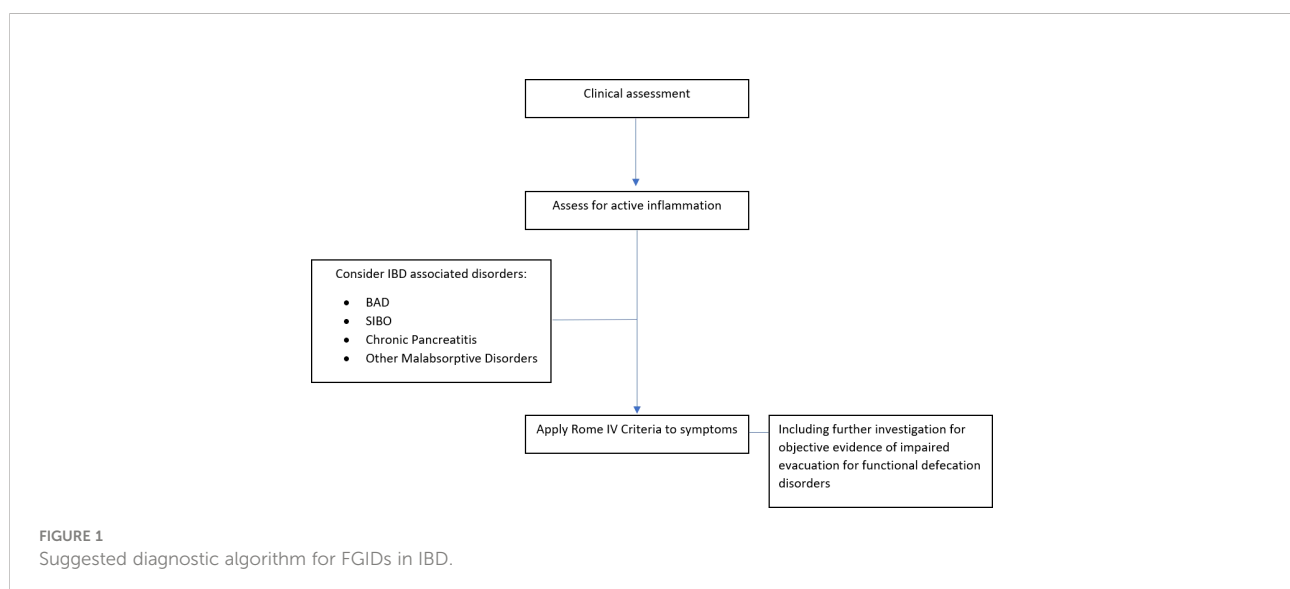 Clinical assessment
Assess for active inflammation
Consider IBD associated disorders:
• BAD
• SIBO
• Chronic Pancreatitis
• Other Malabsorptive Disorders
Apply Rome IV Criteria to symptoms
Including further investigation for
objective evidence of impaired
evacuation for functional defecation
disorders
FIGURE 1
Suggested diagnostic algorithm for FGIDs in IBD.